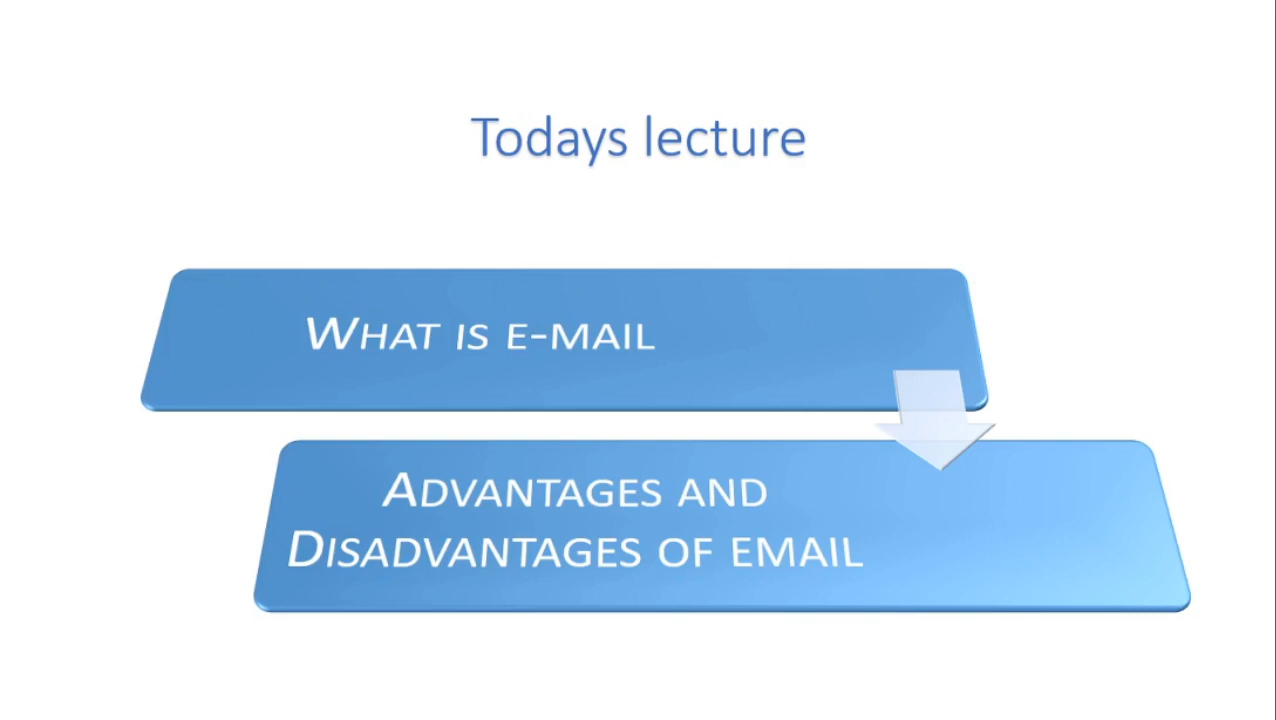 Todays lecture
What is e-mail
Advantages and
Disadvantages of email